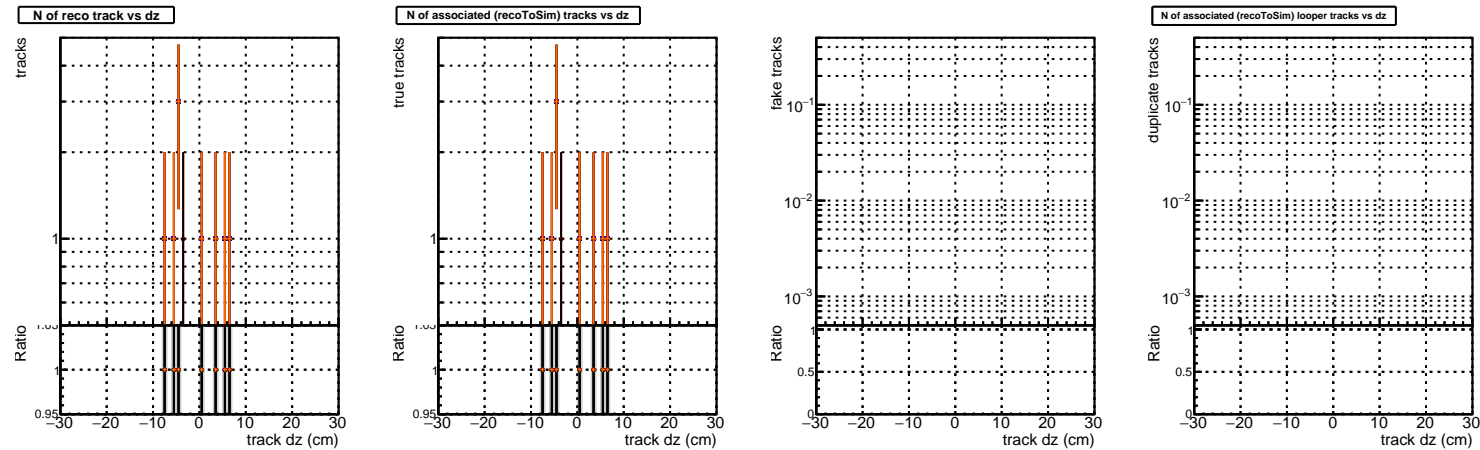 N of reco track vs dz
tracks
1
1.05
Ratio
1
0.95
−30 −20 −10 0 10 20 30
track dz (cm)
N of associated (recoToSim) tracks vs dz
true tracks
1
1.05
Ratio
1
0.95
−30 −20 −10 0 10 20 30
track dz (cm)
fake tracks
10−1
10−2
10−3
Ratio
1
0.5
0
−30 −20 −10 0 10 20 30
track dz (cm)
N of associated (recoToSim) looper tracks vs dz
duplicate tracks
10−1
10−2
10−3
Ratio
1
0.5
0
−30 −20 −10 0 10 20 30
track dz (cm)